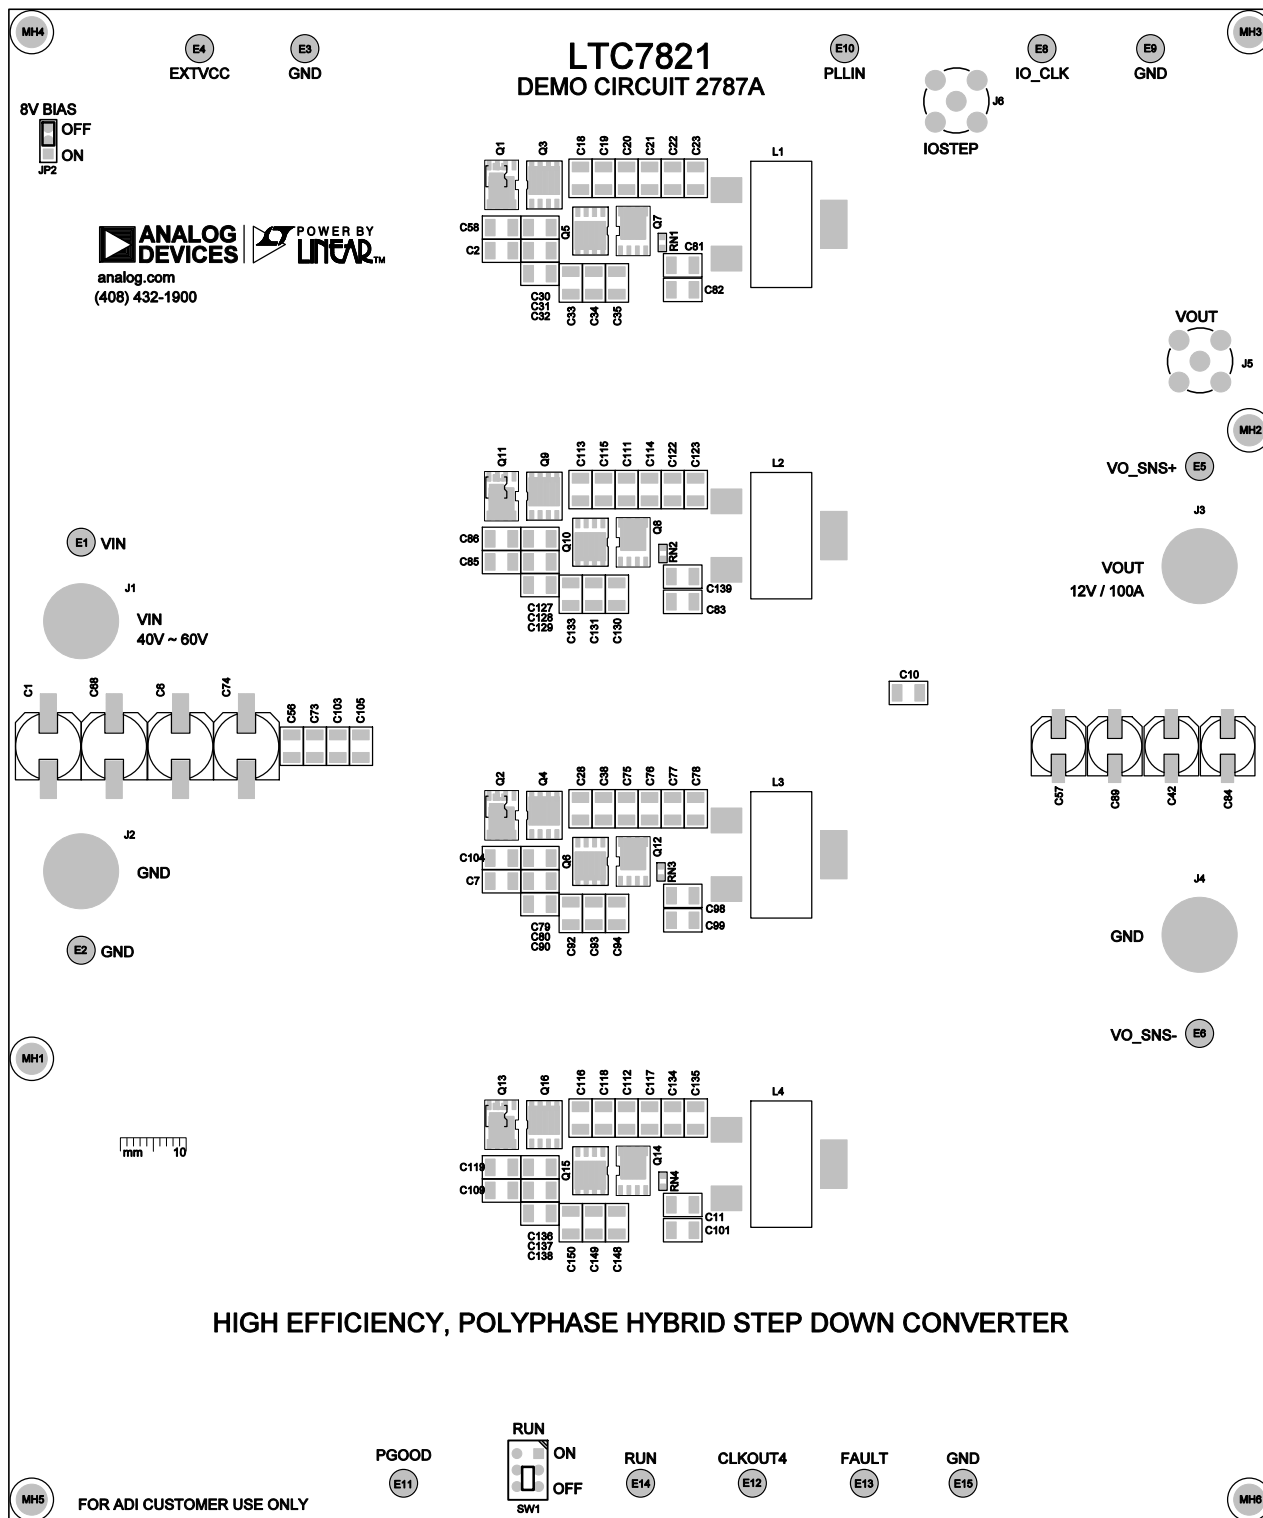 MH4
E4
EXTVCC
E3
GND
LTC7821
DEMO CIRCUIT 2787A
E10
PLLIN
E8
IO_CLK
E9
GND
MH3
8V BIAS
OFF
ON
JP2
J6
IOSTEP
ANALOG
DEVICES
POWER BY
LINEAR TM
analog.com
(408) 432-1900
Q1
Q3
C18
C19
C20
C21
C22
C23
L1
C58
C2
Q5
Q7
RN1
C81
C82
C30
C31
C32
C33
C34
C35
VOUT
J5
MH2
Q11
Q9
C113
C115
C111
C114
C122
C123
L2
VO_SNS+
E5
C86
C85
Q10
Q8
RN2
C139
C83
C127
C128
C129
C133
C131
C130
E1
VIN
J1
VIN
40V ~ 60V
J3
VOUT
12V / 100A
C1
C68
C6
C74
C56
C73
C103
C105
C10
C57
C89
C42
C84
Q2
Q4
C28
C38
C75
C76
C77
C78
L3
C104
C7
Q6
Q12
RN3
C98
C99
C79
C80
C90
C92
C93
C94
J2
GND
E2
GND
J4
GND
VO_SNS-
E6
MH1
Q13
Q16
C116
C118
C112
C117
C134
C135
L4
mm 10
C119
C109
Q15
Q14
RN4
C11
C101
C136
C137
C138
C150
C149
C148
HIGH EFFICIENCY, POLYPHASE HYBRID STEP DOWN CONVERTER
PGOOD
E11
RUN
ON
OFF
SW1
RUN
E14
CLKOUT4
E12
FAULT
E13
GND
E15
MH5
FOR ADI CUSTOMER USE ONLY
MH6